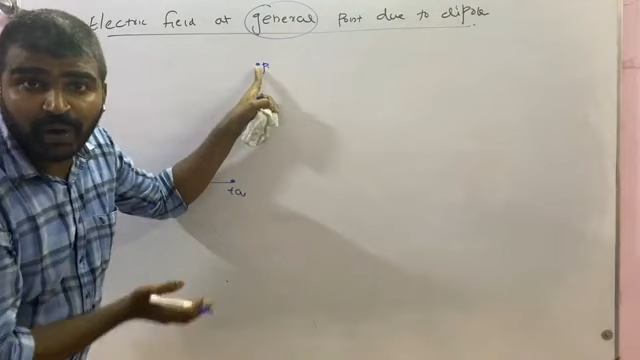 Electric field at general point due to dipole
P
+q